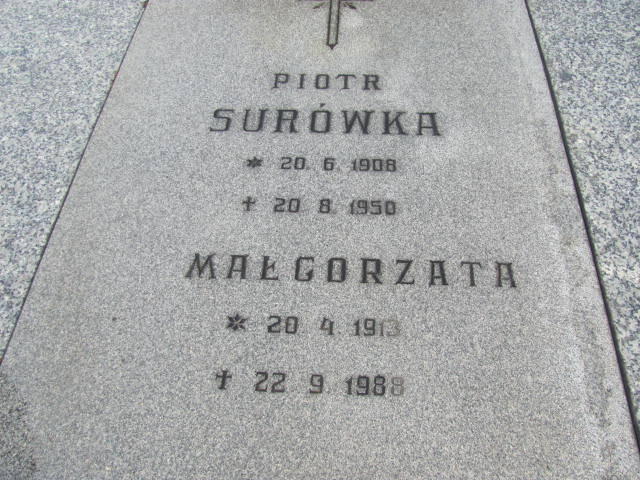 PIOTR
SURÓWKA
* 20. 6. 1908
✝ 20. 8. 1950
MAŁGORZATA
* 20. 4. 1913
✝ 22. 9. 1988